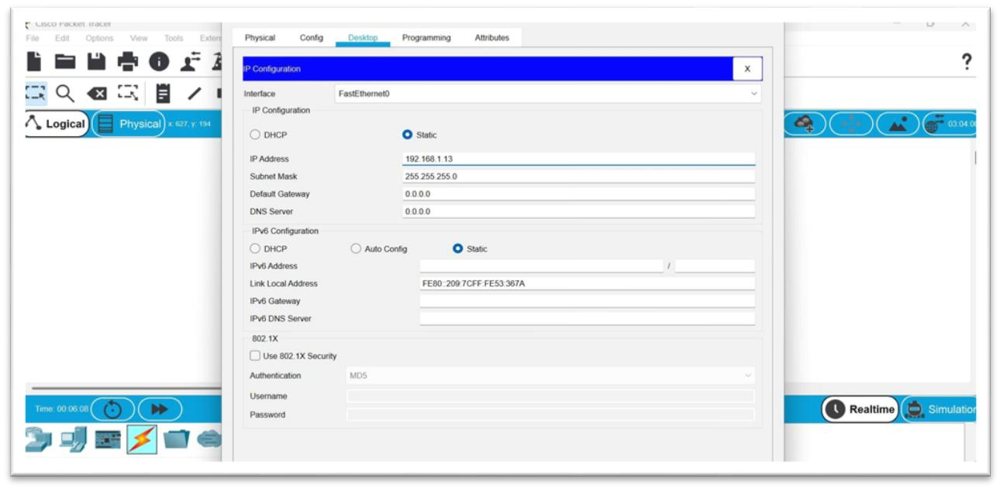 Cisco Packet Tracer
File Edit Options View Tools Exten
Physical Config Desktop Programming Attributes
IP Configuration X
?
Interface FastEthernet0
IP Configuration
Logical Physical x: 627, y: 194
03:04:00
DHCP Static
IP Address 192.168.1.13
Subnet Mask 255.255.255.0
Default Gateway 0.0.0.0
DNS Server 0.0.0.0
IPv6 Configuration
DHCP Auto Config Static
IPv6 Address /
Link Local Address FE80::209:7CFF:FE53:367A
IPv6 Gateway
IPv6 DNS Server
802.1X
Use 802.1X Security
Authentication MD5
Username
Password
Time: 00:06:08
Realtime Simulation